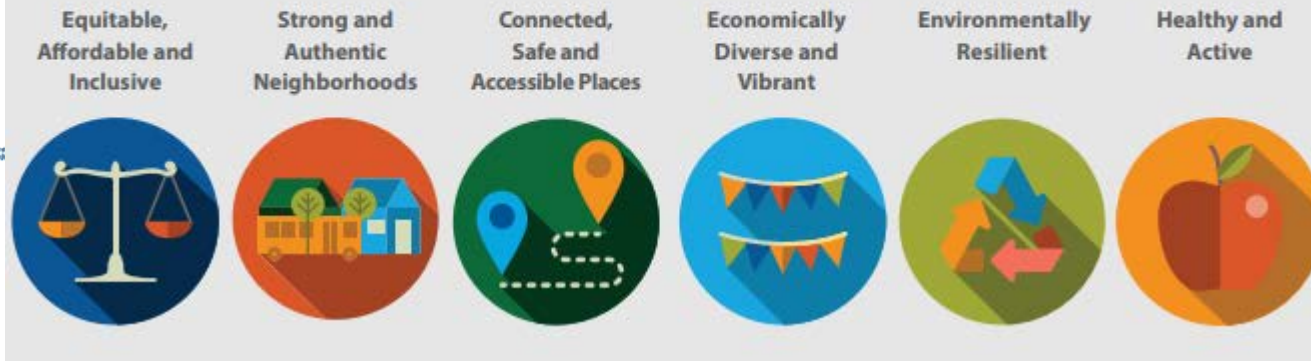 Equitable,
Affordable and
Inclusive
Strong and
Authentic
Neighborhoods
Connected,
Safe and
Accessible Places
Economically
Diverse and
Vibrant
Environmentally
Resilient
Healthy and
Active